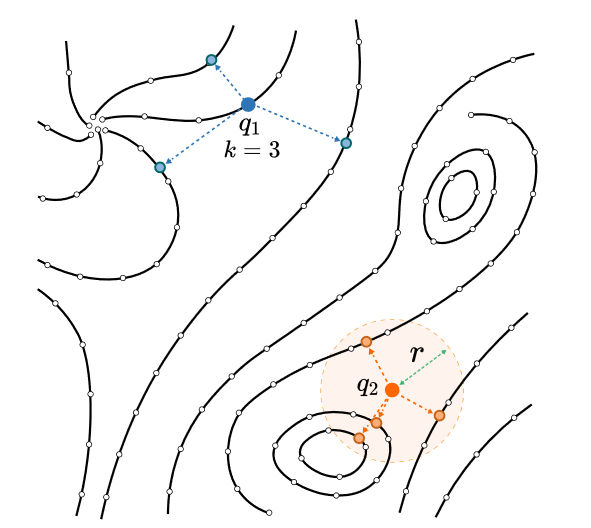 q₁
k = 3
r
q₂